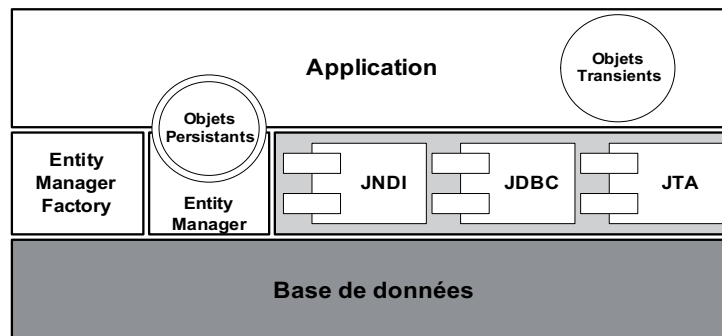 Objets
Transients
Application
Objets
Persistants
Entity
Manager
Factory
Entity
Manager
JNDI
JDBC
JTA
Base de données